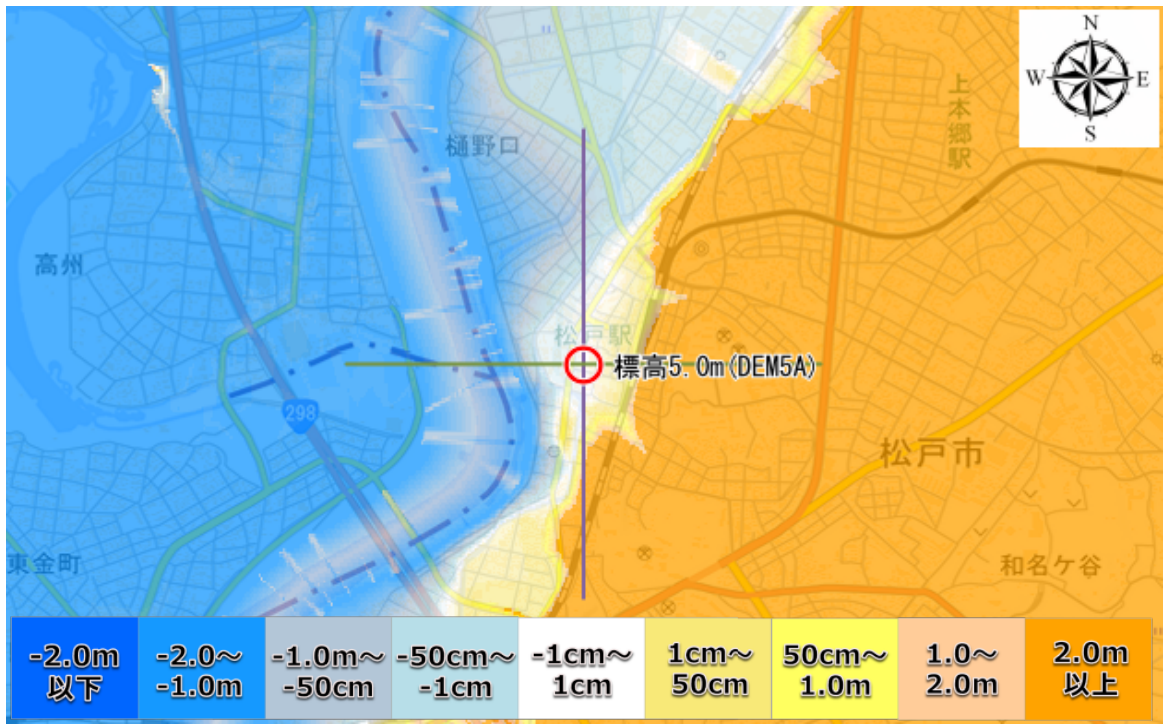 N
W E
S
上本郷駅
樋野口
高州
松戸駅
標高5.0m(DEM5A)
298
松戸市
東金町
和名ケ谷
-2.0m
以下
-2.0～
-1.0m
-1.0m～
-50cm
-50cm～
-1cm
-1cm～
1cm
1cm～
50cm
50cm～
1.0m
1.0～
2.0m
2.0m
以上